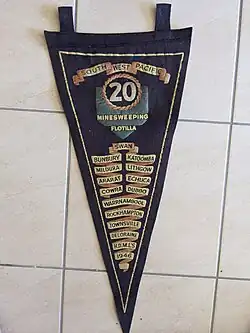 SOUTH WEST PACIFIC
20
MINESWEEPING
FLOTILLA
SWAN
BUNBURY KATOOMBA
MILDURA LITHGOW
ARARAT ECHUCA
COWRA DUBBO
WARRNAMBOOL
ROCKHAMPTON
TOWNSVILLE
DELORAINE
H.D.M.L'S
1946